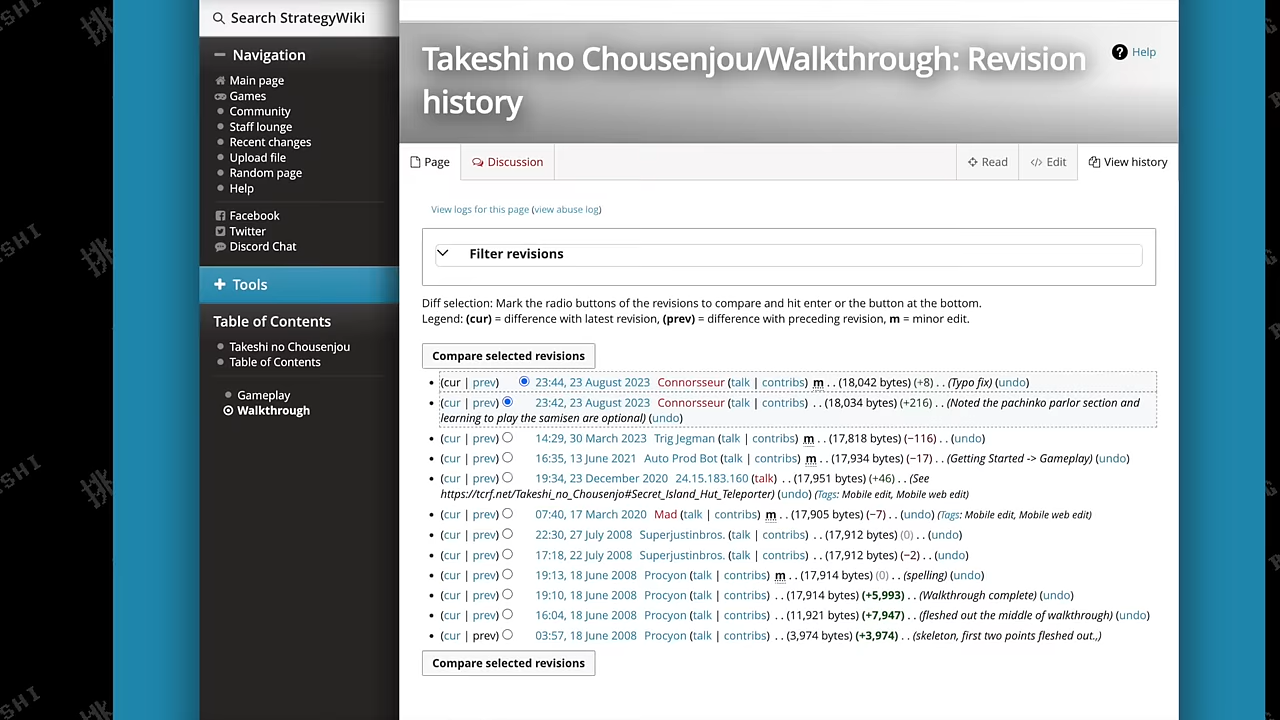 Search StrategyWiki
Navigation
Main page
Games
Community
Staff lounge
Recent changes
Upload file
Random page
Help
Facebook
Twitter
Discord Chat
Tools
Table of Contents
Takeshi no Chousenjou
Table of Contents
Gameplay
Walkthrough
Takeshi no Chousenjou/Walkthrough: Revision
history
Help
Page
Discussion
Read
Edit
View history
View logs for this page (view abuse log)
Filter revisions
Diff selection: Mark the radio buttons of the revisions to compare and hit enter or the button at the bottom.
Legend: (cur) = difference with latest revision, (prev) = difference with preceding revision, m = minor edit.
Compare selected revisions
(cur | prev) 23:44, 23 August 2023 Connorsseur (talk | contribs) m . . (18,042 bytes) (+8) . . (Typo fix) (undo)
(cur | prev) 23:42, 23 August 2023 Connorsseur (talk | contribs) . . (18,034 bytes) (+216) . . (Noted the pachinko parlor section and
learning to play the samisen are optional) (undo)
(cur | prev) 14:29, 30 March 2023 Trig Jegman (talk | contribs) m . . (17,818 bytes) (−116) . . (undo)
(cur | prev) 16:35, 13 June 2021 Auto Prod Bot (talk | contribs) m . . (17,934 bytes) (−17) . . (Getting Started -> Gameplay) (undo)
(cur | prev) 19:34, 23 December 2020 24.15.183.160 (talk) . . (17,951 bytes) (+46) . . (See
https://tcrf.net/Takeshi_no_Chousenjo#Secret_Island_Hut_Teleporter) (undo) (Tags: Mobile edit, Mobile web edit)
(cur | prev) 07:40, 17 March 2020 Mad (talk | contribs) m . . (17,905 bytes) (−7) . . (undo) (Tags: Mobile edit, Mobile web edit)
(cur | prev) 22:30, 27 July 2008 Superjustinbros. (talk | contribs) . . (17,912 bytes) (0) . . (undo)
(cur | prev) 17:18, 22 July 2008 Superjustinbros. (talk | contribs) . . (17,912 bytes) (−2) . . (undo)
(cur | prev) 19:13, 18 June 2008 Procyon (talk | contribs) m . . (17,914 bytes) (0) . . (spelling) (undo)
(cur | prev) 19:10, 18 June 2008 Procyon (talk | contribs) . . (17,914 bytes) (+5,993) . . (Walkthrough complete) (undo)
(cur | prev) 16:04, 18 June 2008 Procyon (talk | contribs) . . (11,921 bytes) (+7,947) . . (fleshed out the middle of walkthrough) (undo)
(cur | prev) 03:57, 18 June 2008 Procyon (talk | contribs) . . (3,974 bytes) (+3,974) . . (skeleton, first two points fleshed out.,)
Compare selected revisions